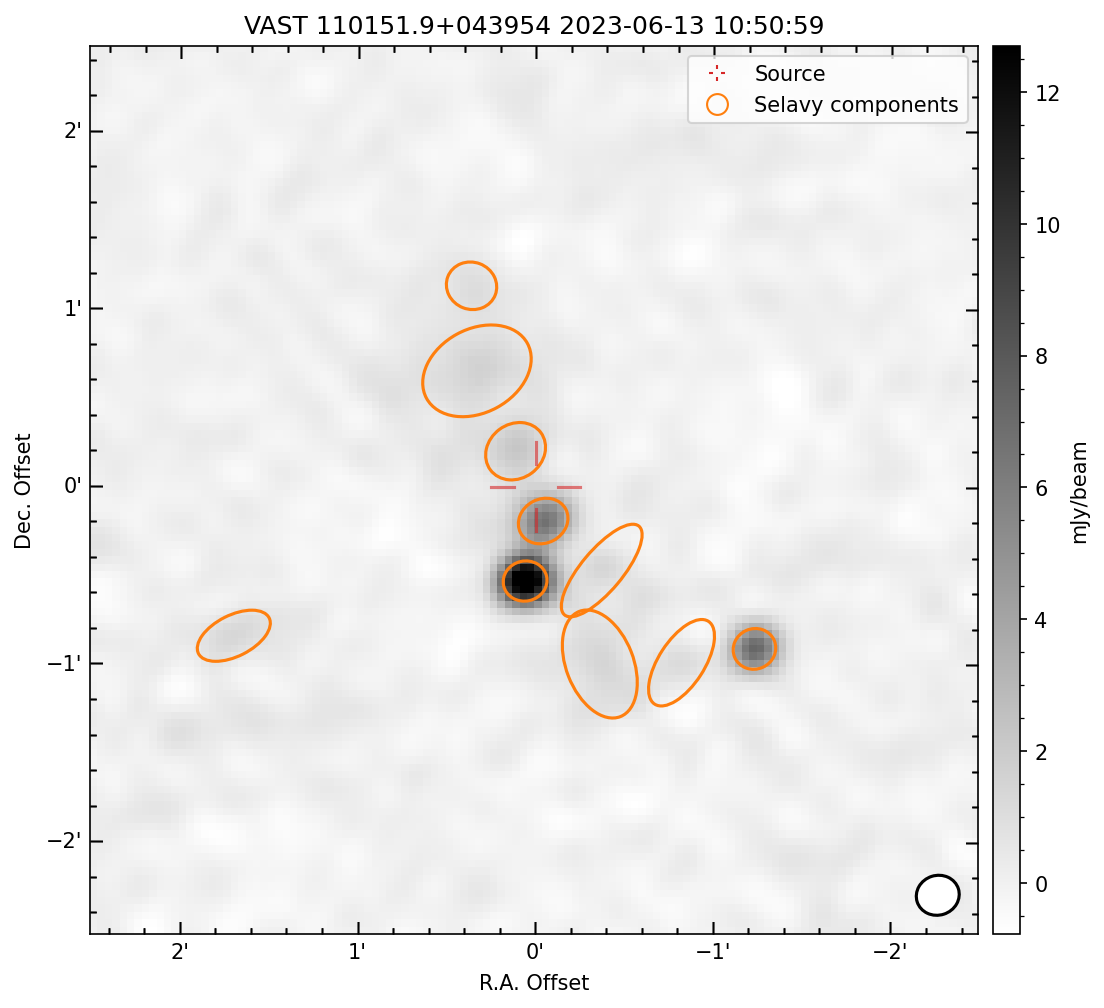 VAST 110151.9+043954 2023-06-13 10:50:59
Source
Selavy components
2'
1'
0'
−1'
−2'
Dec. Offset
2'
1'
0'
−1'
−2'
R.A. Offset
12
10
8
6
4
2
0
mJy/beam